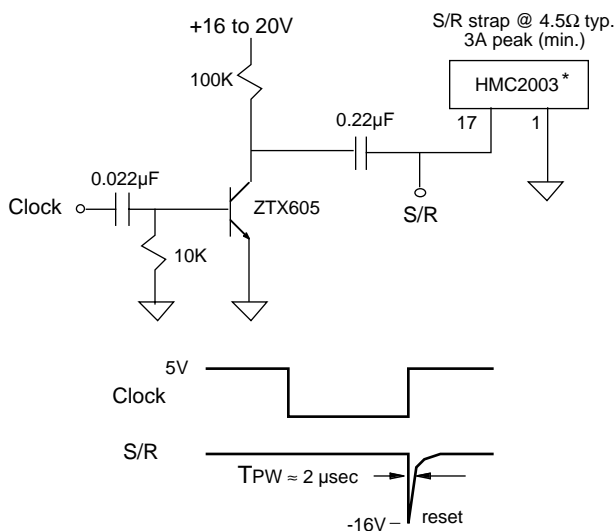 S/R strap @ 4.5Ω typ.
3A peak (min.)
+16 to 20V
HMC2003*
100K
0.22µF
17
1
0.022µF
Clock
ZTX605
S/R
10K
5V
Clock
S/R
TPW ≈ 2 µsec
-16V
reset